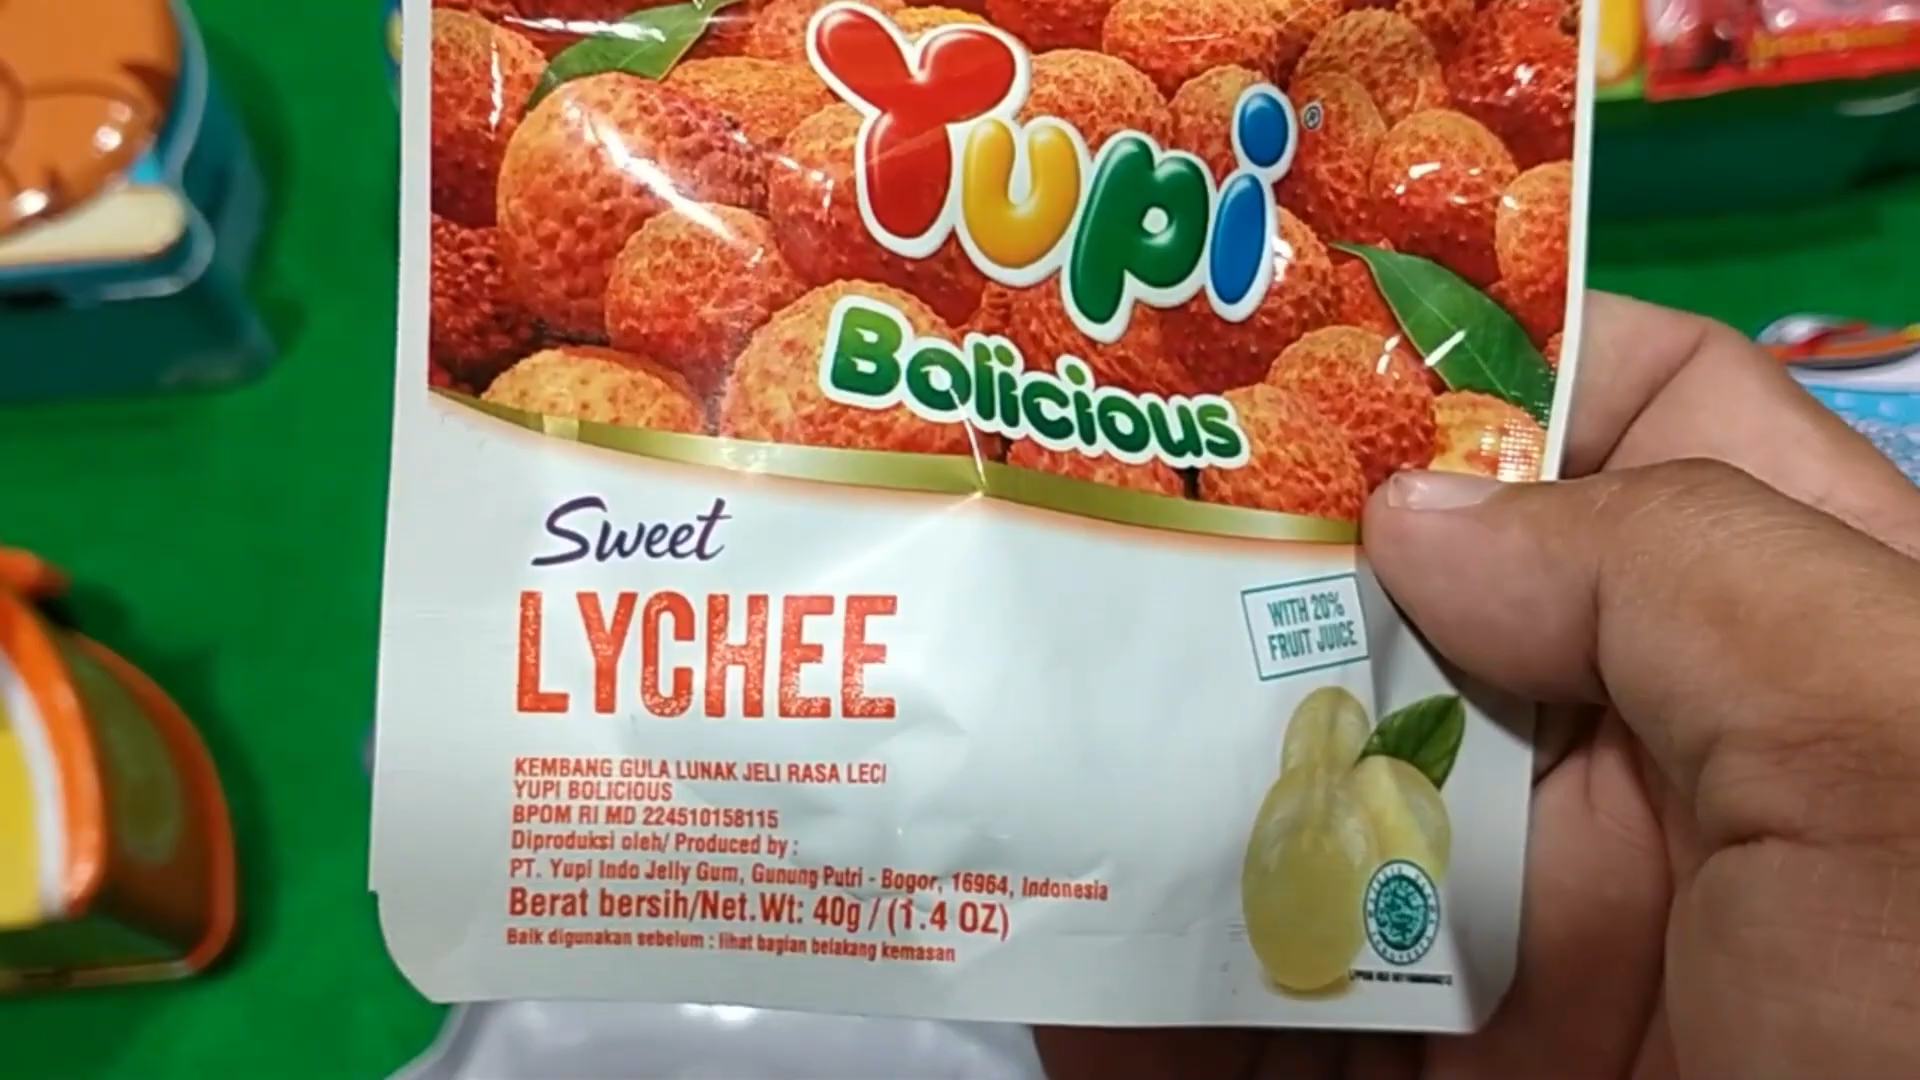 Yupi®
Bolicious
Sweet
LYCHEE
WITH 20%
FRUIT JUICE
KEMBANG GULA LUNAK JELI RASA LECI
YUPI BOLICIOUS
BPOM RI MD 224510158115
Diproduksi oleh/ Produced by :
PT. Yupi Indo Jelly Gum, Gunung Putri - Bogor, 16964, Indonesia
Berat bersih/Net.Wt: 40g / (1.4 OZ)
Baik digunakan sebelum : lihat bagian belakang kemasan